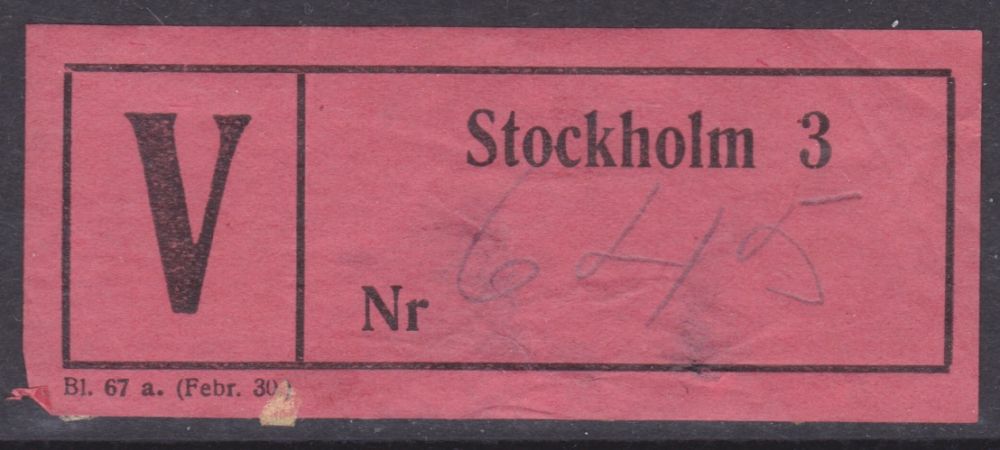 V
Stockholm 3
Nr 645
Bl. 67 a. (Febr. 30.)